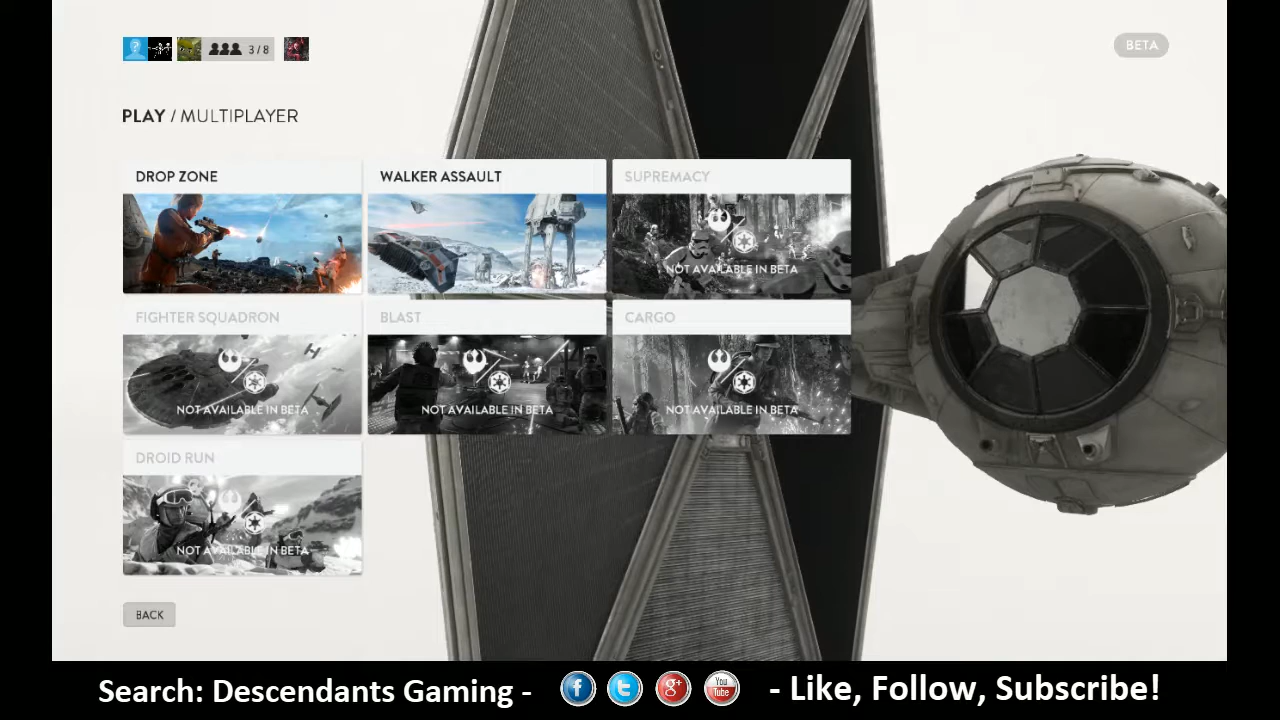 3/8
BETA
PLAY / MULTIPLAYER
DROP ZONE
WALKER ASSAULT
SUPREMACY
NOT AVAILABLE IN BETA
FIGHTER SQUADRON
BLAST
CARGO
NOT AVAILABLE IN BETA
NOT AVAILABLE IN BETA
NOT AVAILABLE IN BETA
DROID RUN
NOT AVAILABLE IN BETA
BACK
Search: Descendants Gaming - f t g+ You Tube - Like, Follow, Subscribe!